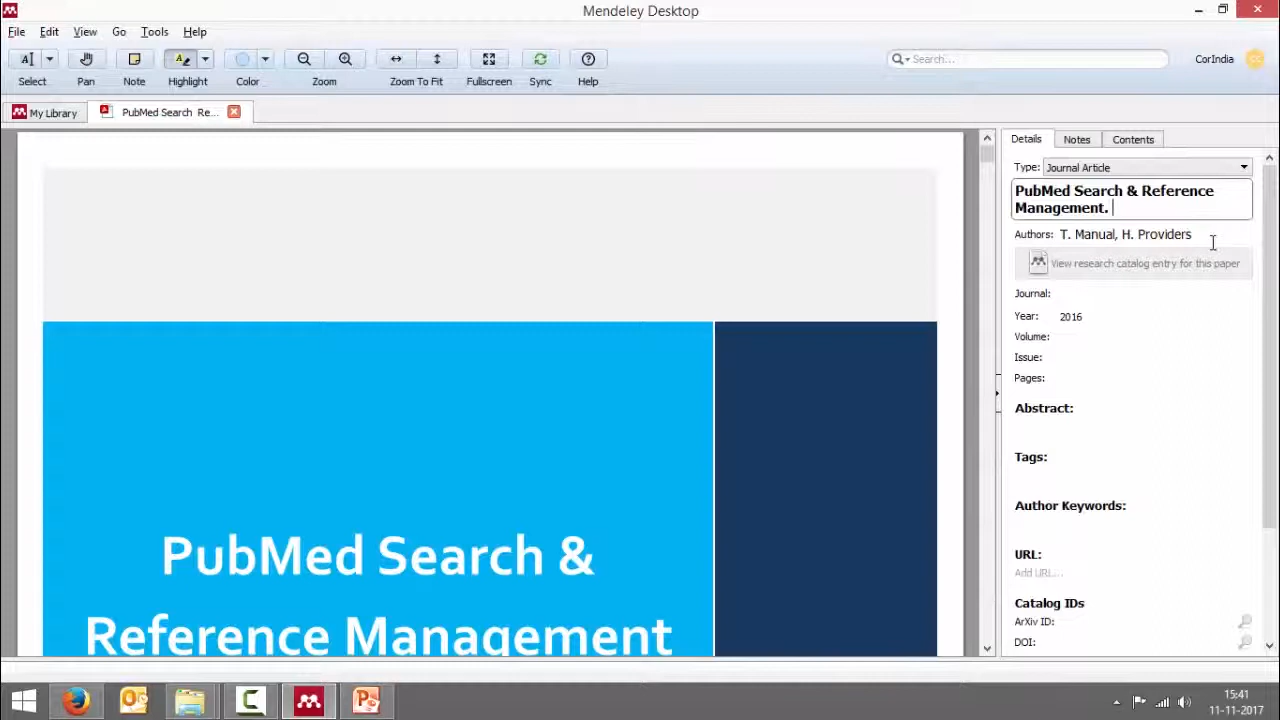 Mendeley Desktop
File Edit View Go Tools Help
Search...
CorIndia
Select Pan Note Highlight Color Zoom Zoom To Fit Fullscreen Sync Help
My Library
PubMed Search Re...
Details Notes Contents
Type: Journal Article
PubMed Search & Reference
Management.
Authors: T. Manual, H. Providers
View research catalog entry for this paper
Journal:
Year: 2016
Volume:
Issue:
Pages:
Abstract:
Tags:
Author Keywords:
URL:
Add URL...
Catalog IDs
ArXiv ID:
DOI:
PubMed Search &
Reference Management
15:41
11-11-2017